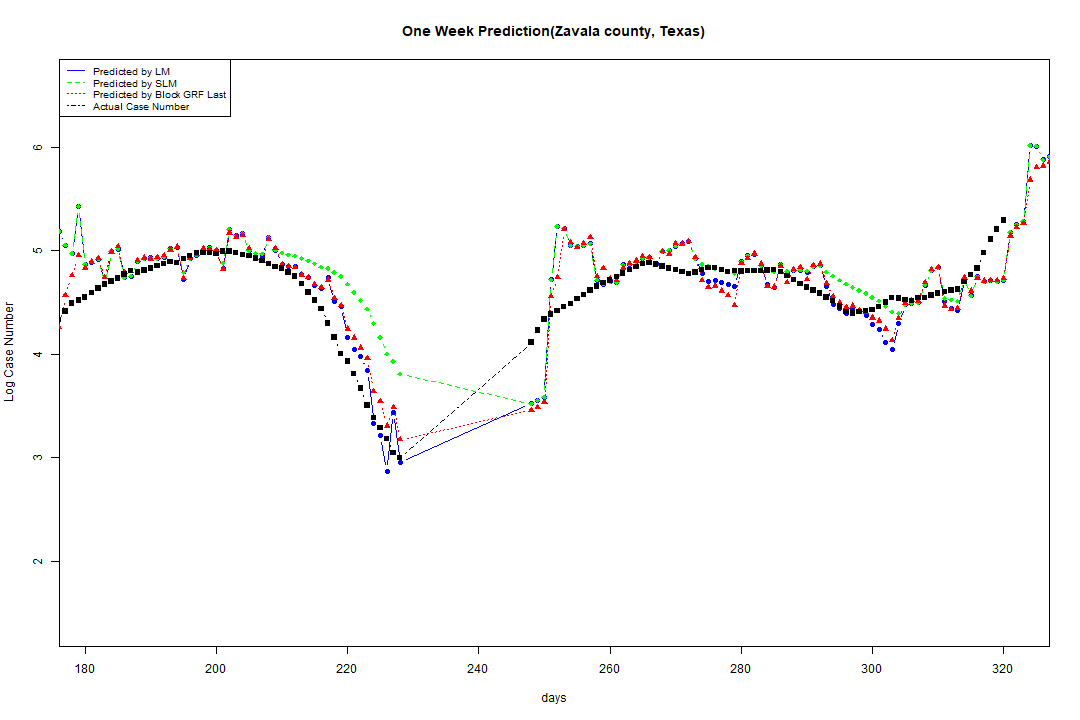 One Week Prediction(Zavala county, Texas)
Predicted by LM
Predicted by SLM
Predicted by Block GRF Last
Actual Case Number
Log Case Number
6
5
4
3
2
180 200 220 240 260 280 300 320
days